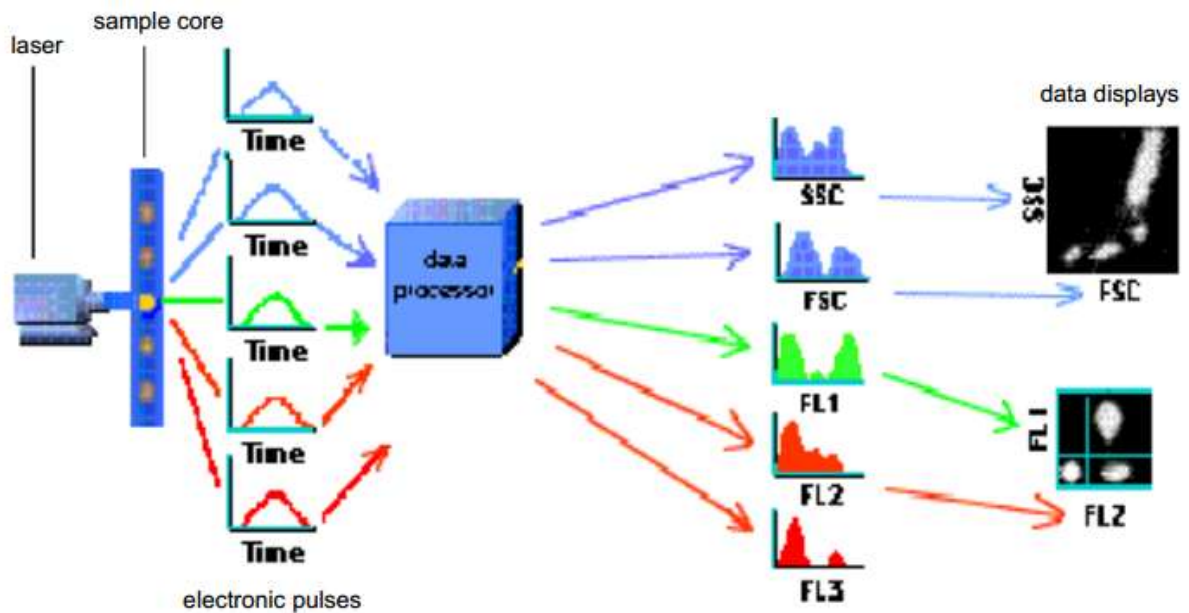 sample core
laser
data displays
Time
Time
Time
Time
Time
electronic pulses
data
processor
SSC
FSC
FL1
FL2
FL3
SSC
FSC
FL1
FL2